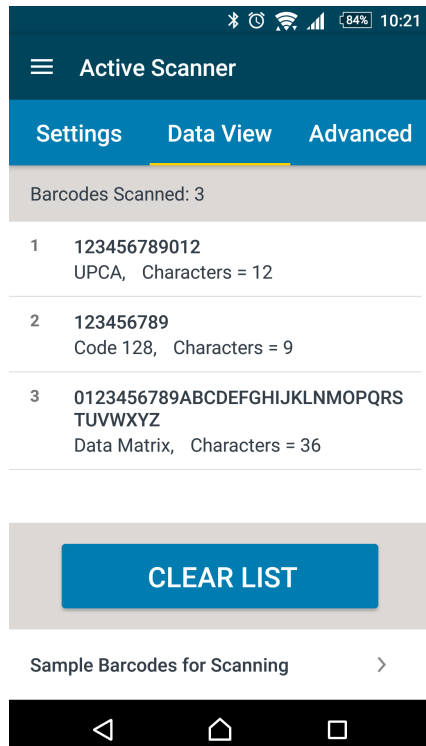 84% 10:21
Active Scanner
Settings Data View Advanced
Barcodes Scanned: 3
1 123456789012
UPCA, Characters = 12
2 123456789
Code 128, Characters = 9
3 0123456789ABCDEFGHIJKLNMOPQRS
TUVWXYZ
Data Matrix, Characters = 36
CLEAR LIST
Sample Barcodes for Scanning